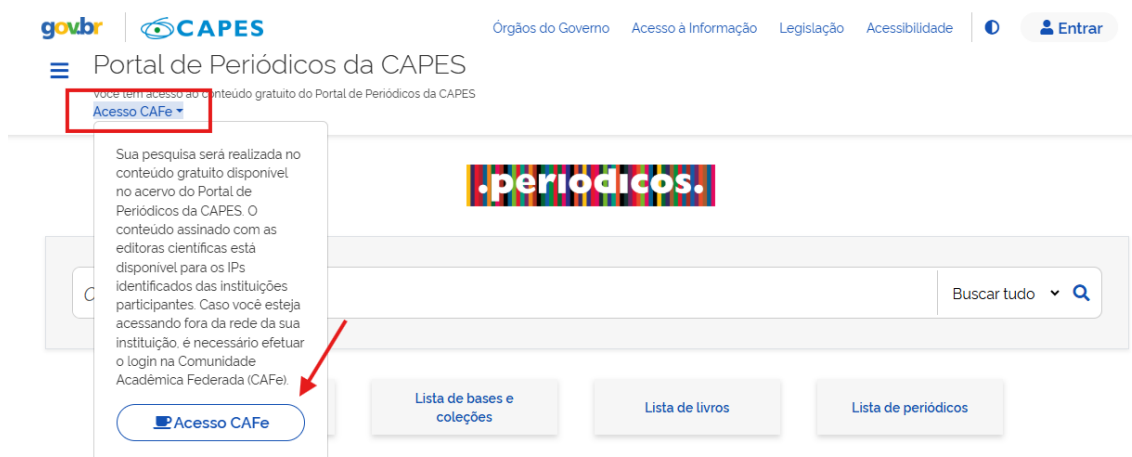 gov.br
CAPES
Órgãos do Governo
Acesso à Informação
Legislação
Acessibilidade
Entrar
Portal de Periódicos da CAPES
Você tem acesso ao conteúdo gratuito do Portal de Periódicos da CAPES
Acesso CAFe
Sua pesquisa será realizada no
conteúdo gratuito disponível
no acervo do Portal de
Periódicos da CAPES. O
conteúdo assinado com as
editoras científicas está
disponível para os IPs
identificados das instituições
participantes. Caso você esteja
acessando fora da rede da sua
instituição, é necessário efetuar
o login na Comunidade
Acadêmica Federada (CAFe).
Acesso CAFe
.periodicos.
Buscar tudo
Lista de bases e
coleções
Lista de livros
Lista de periódicos